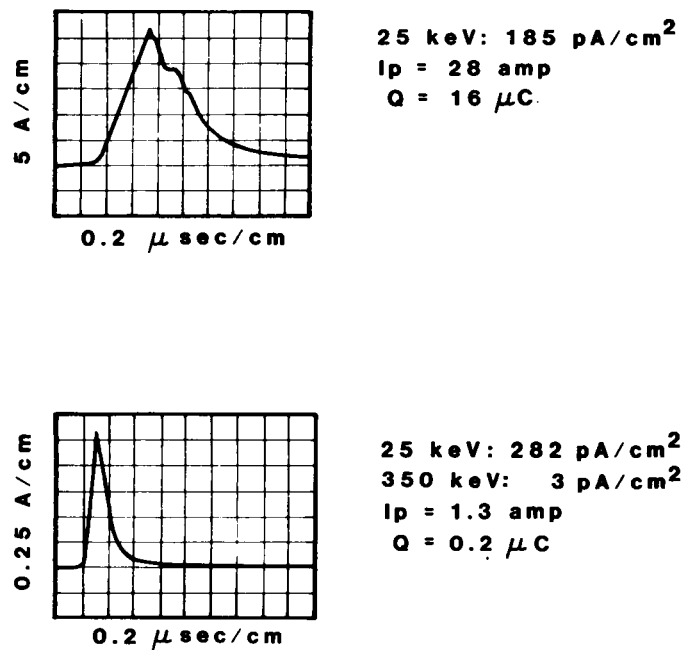 5 A/cm
0.2 μsec/cm
25 keV: 185 pA/cm²
Ip = 28 amp
Q = 16 μC
0.25 A/cm
0.2 μsec/cm
25 keV: 282 pA/cm²
350 keV: 3 pA/cm²
Ip = 1.3 amp
Q = 0.2 μC